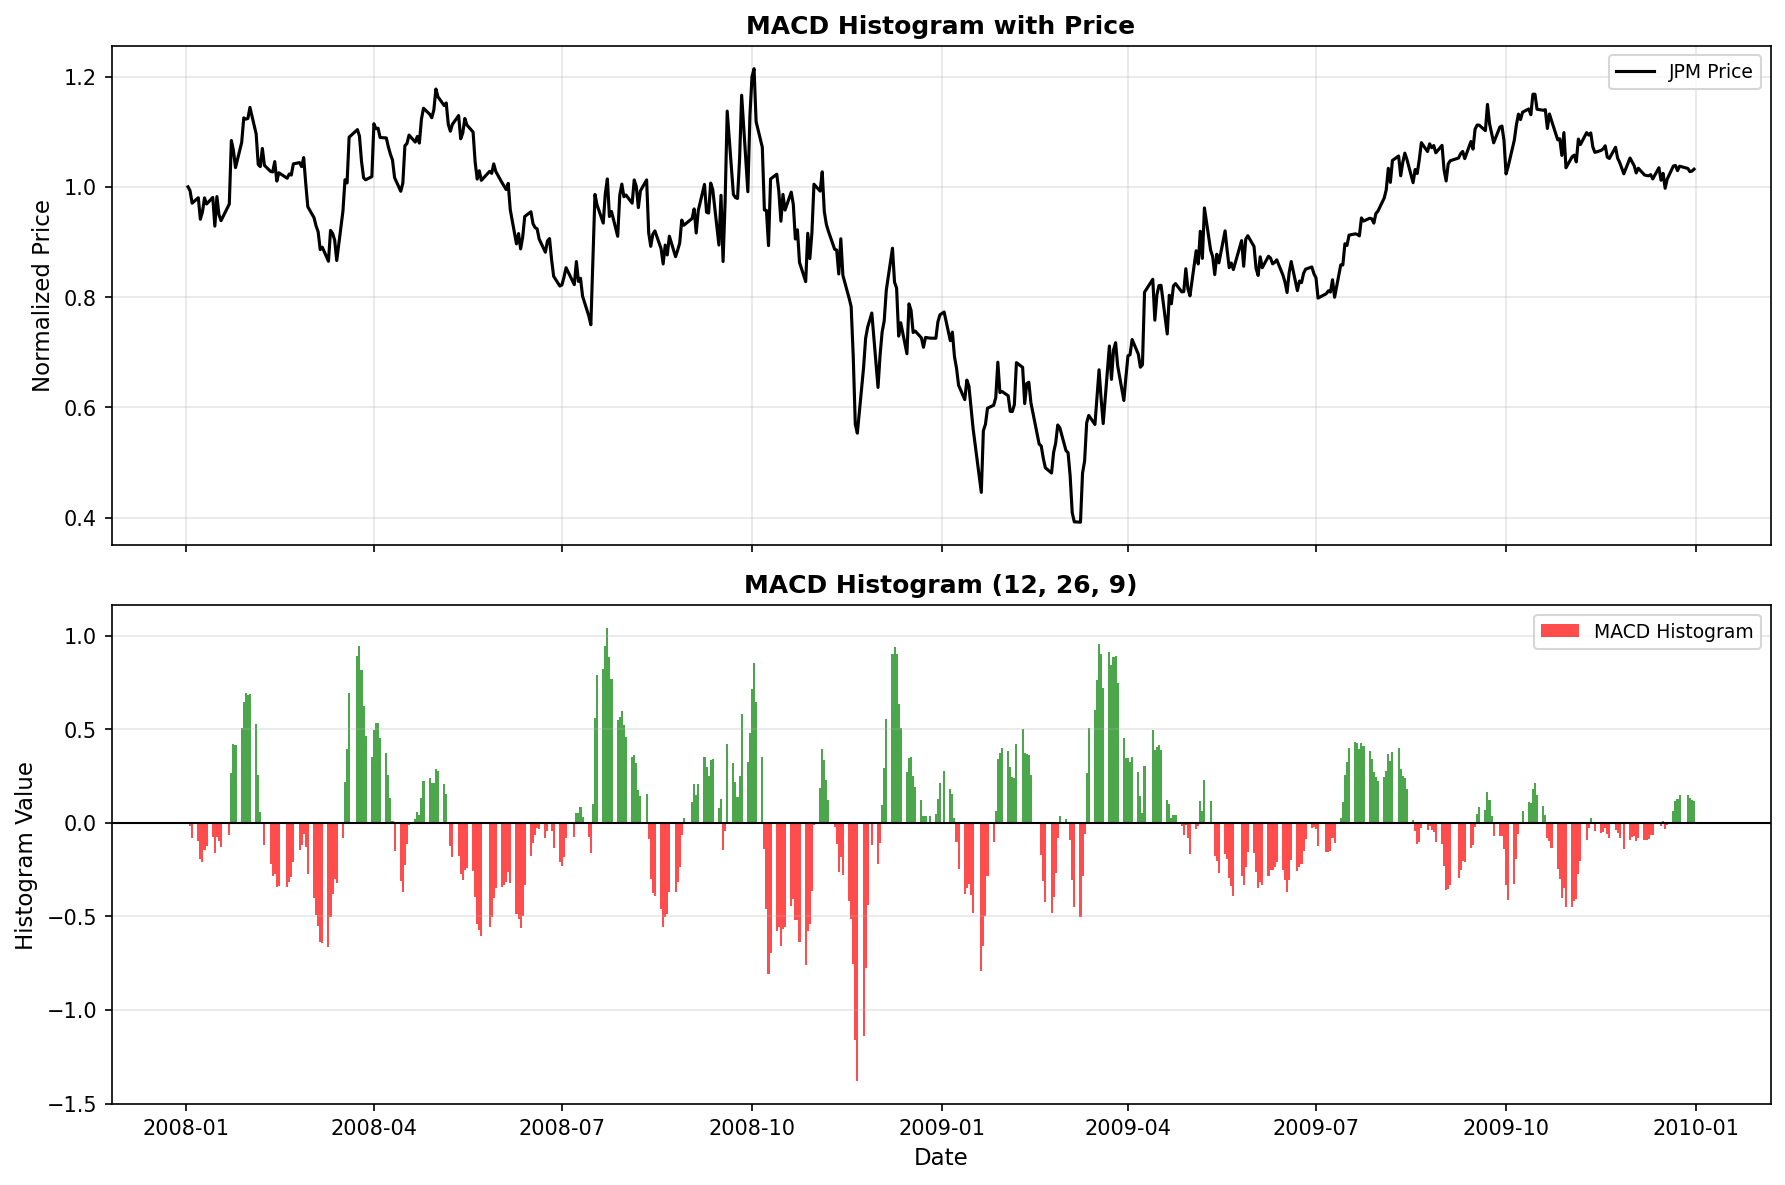 MACD Histogram with Price
JPM Price
1.2
1.0
0.8
0.6
0.4
Normalized Price
MACD Histogram (12, 26, 9)
MACD Histogram
1.0
0.5
0.0
−0.5
−1.0
−1.5
Histogram Value
2008-01 2008-04 2008-07 2008-10 2009-01 2009-04 2009-07 2009-10 2010-01
Date